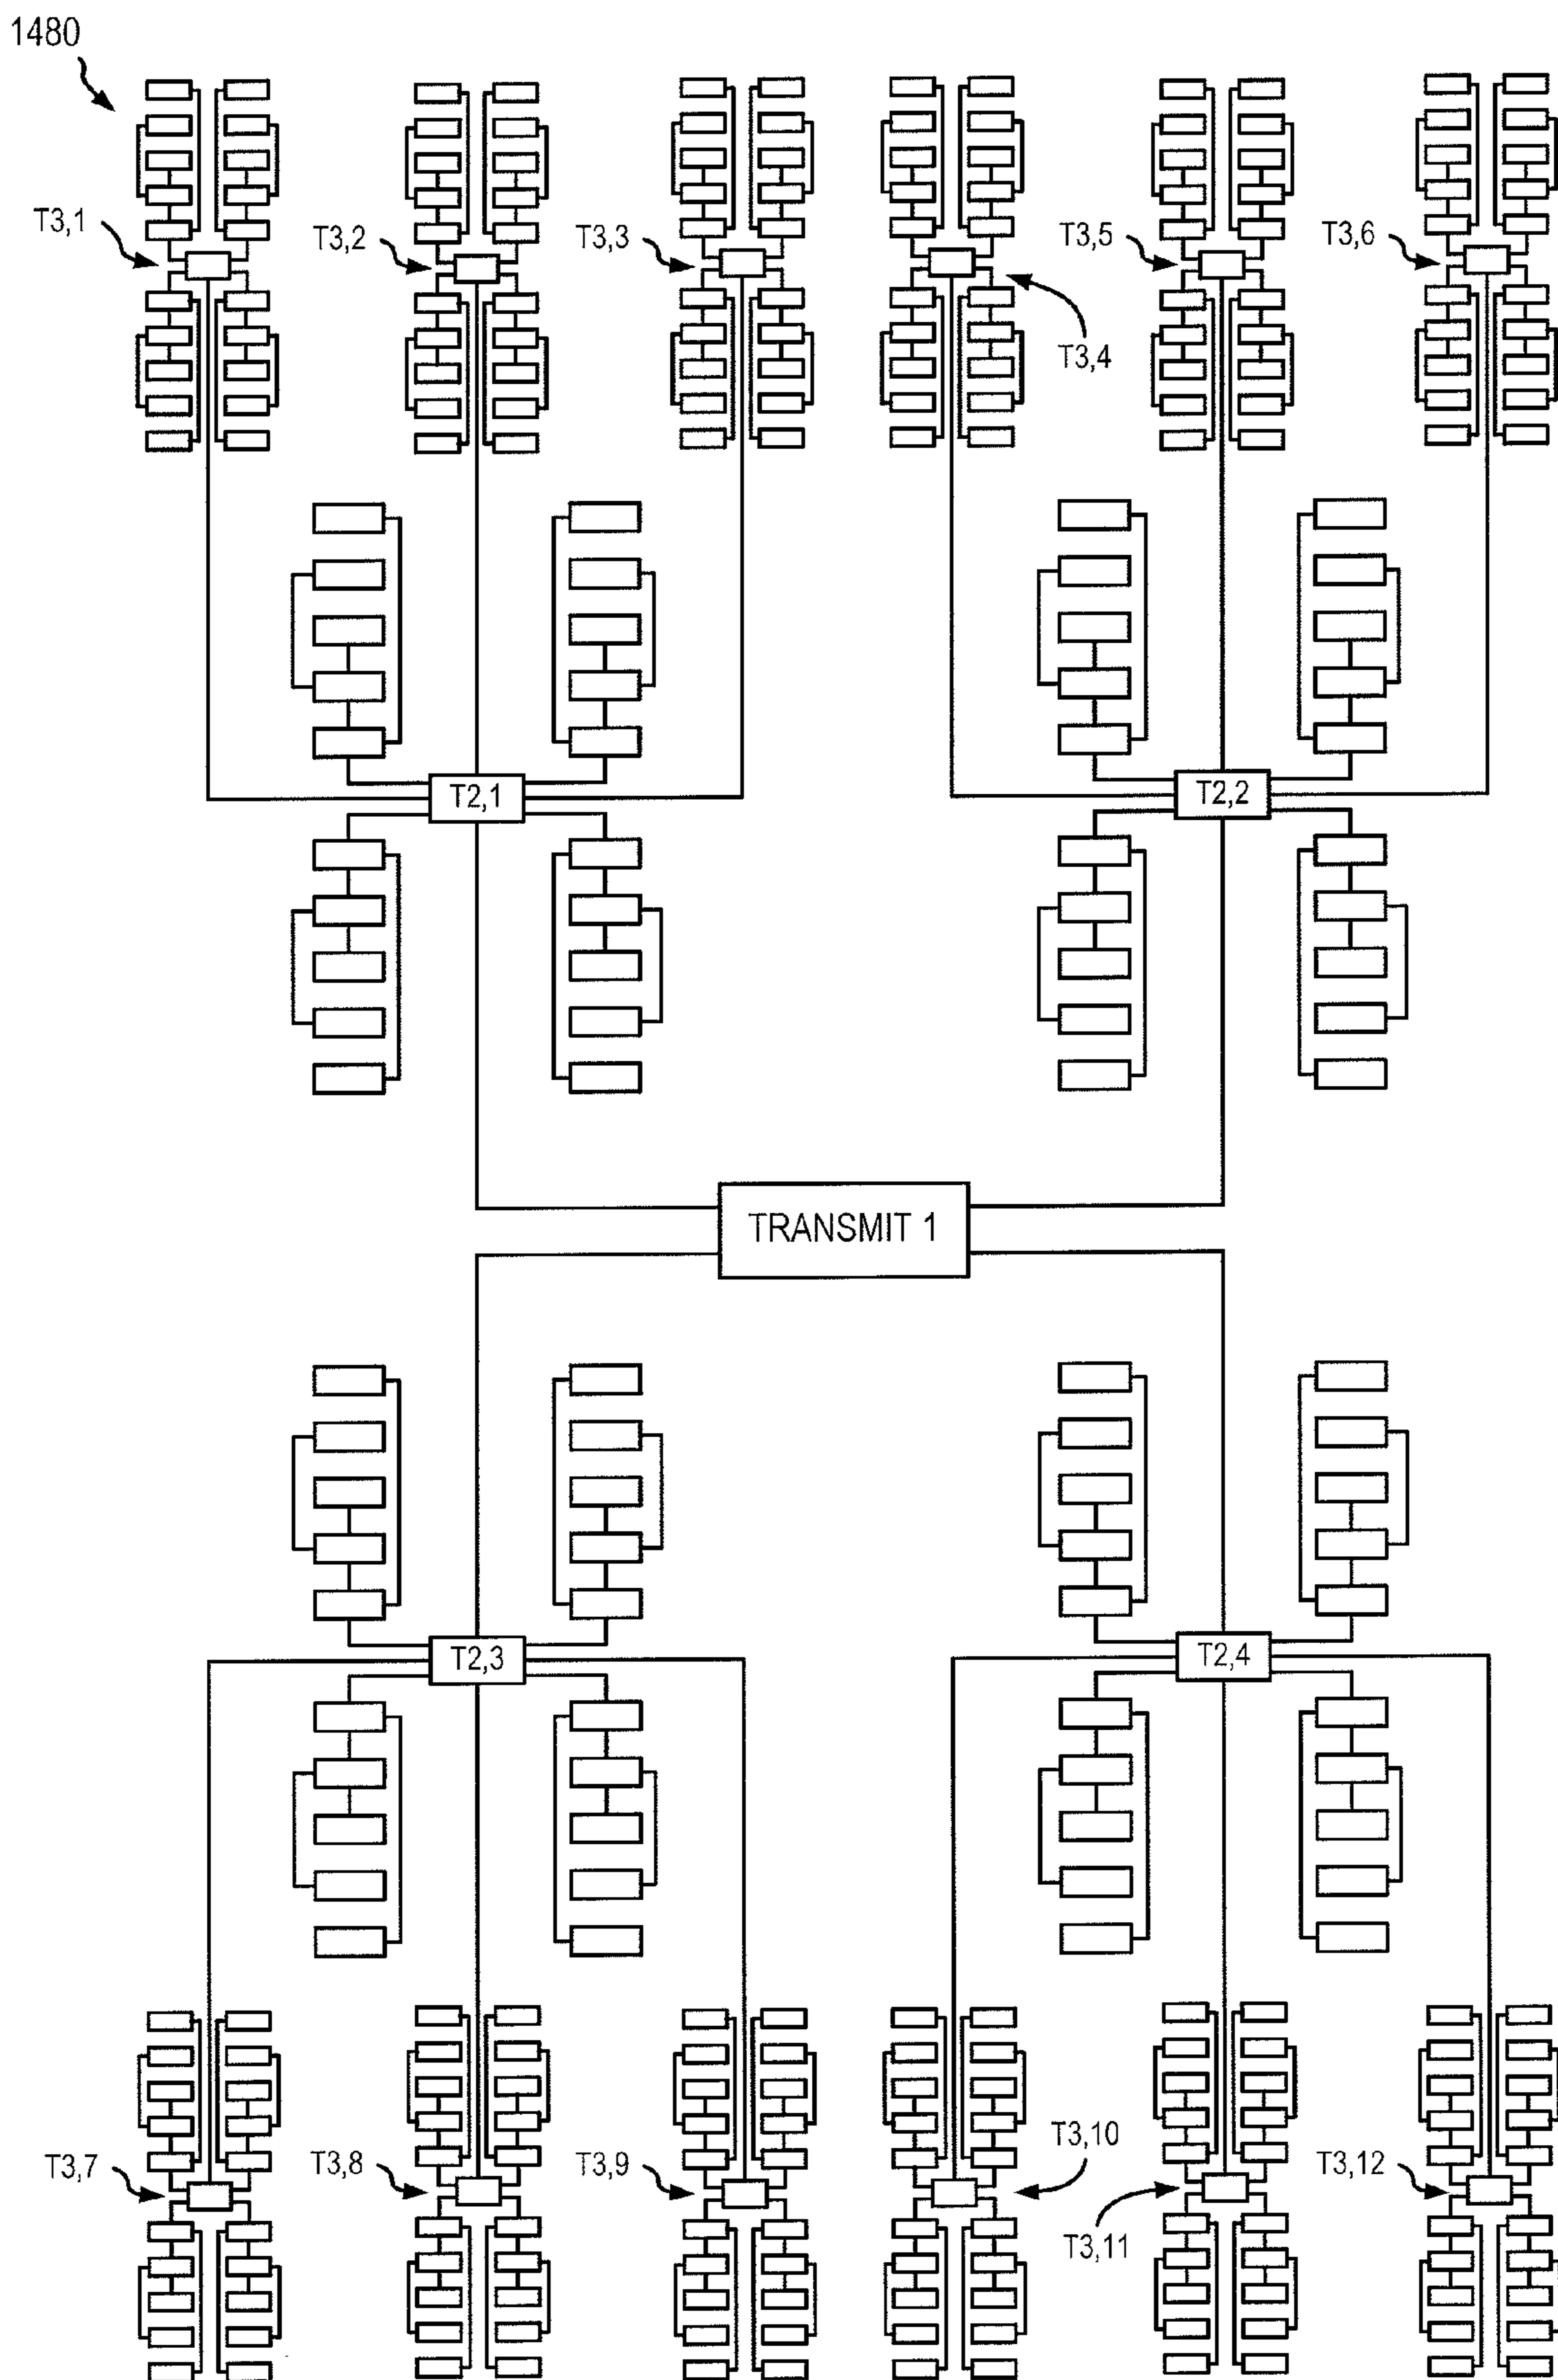 1480
T3,1
T3,2
T3,3
T3,4
T3,5
T3,6
T2,1
T2,2
TRANSMIT 1
T2,3
T2,4
T3,7
T3,8
T3,9
T3,10
T3,11
T3,12